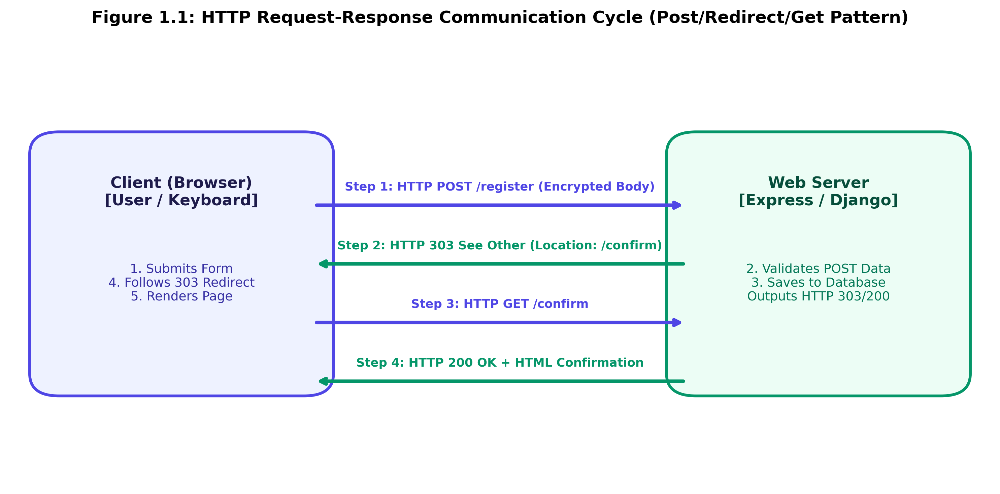 Figure 1.1: HTTP Request-Response Communication Cycle (Post/Redirect/Get Pattern)
Client (Browser)
[User / Keyboard]
1. Submits Form
4. Follows 303 Redirect
5. Renders Page
Step 1: HTTP POST /register (Encrypted Body)
Step 2: HTTP 303 See Other (Location: /confirm)
Step 3: HTTP GET /confirm
Step 4: HTTP 200 OK + HTML Confirmation
Web Server
[Express / Django]
2. Validates POST Data
3. Saves to Database
Outputs HTTP 303/200